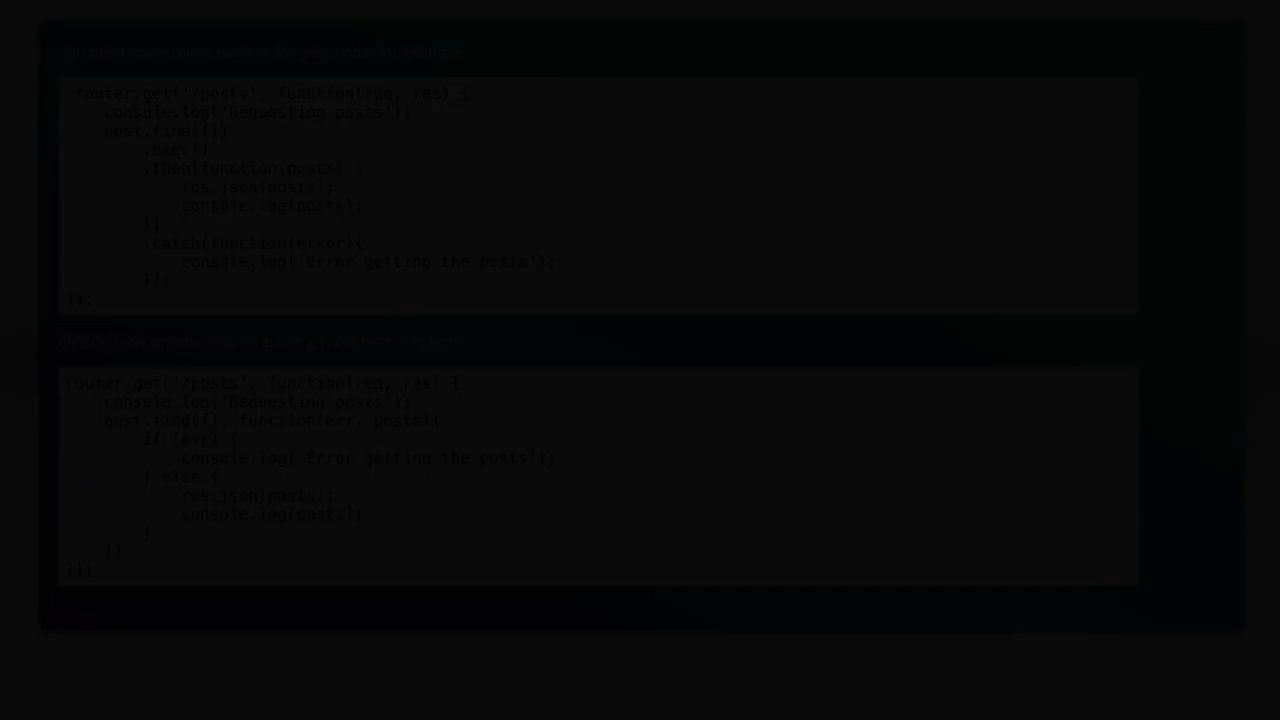 router.get('/posts', function(req, res) {
    console.log('Requesting posts');
    post.find({})
        .exec()
        .then(function(posts) {
            res.json(posts);
            console.log(posts);
        })
        .catch(function(error){
            console.log('Error getting the posts');
        });
});
router.get('/posts', function(req, res) {
    console.log('Requesting posts');
    post.find({}, function(err, posts){
        if (err) {
            console.log('Error getting the posts');
        } else {
            res.json(posts);
            console.log(posts);
        }
    })
});